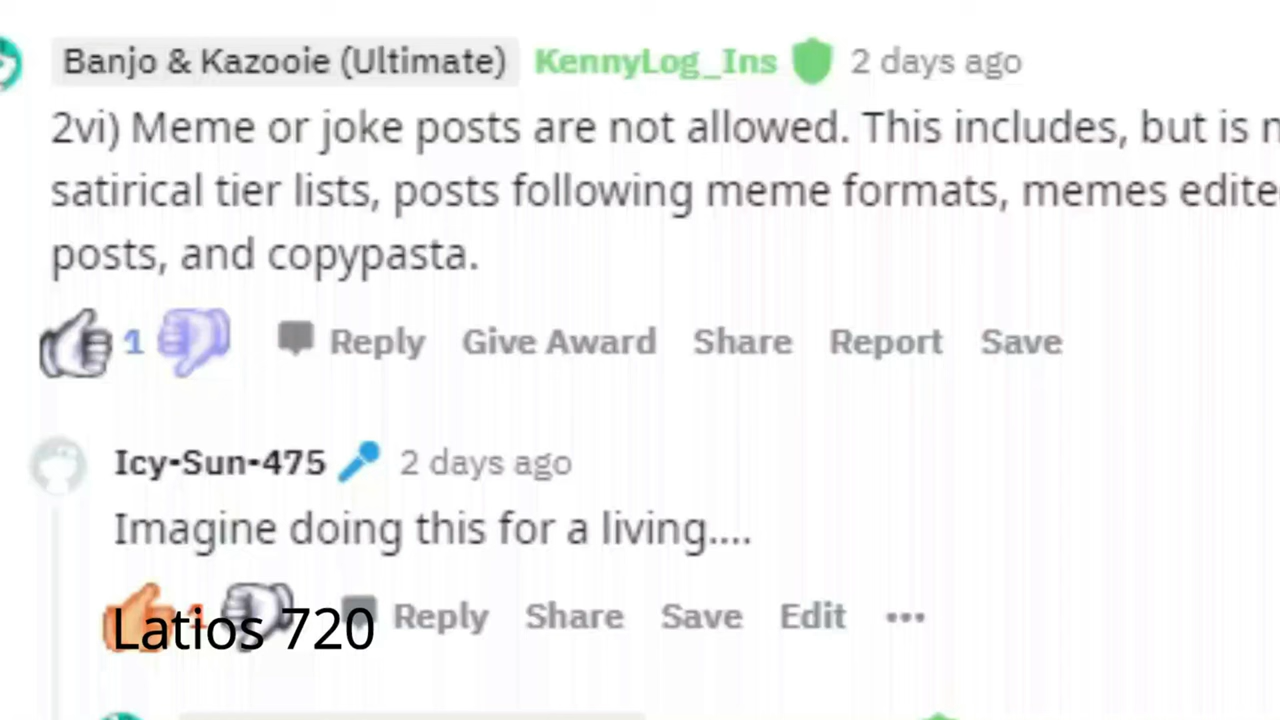 Banjo & Kazooie (Ultimate) KennyLog_Ins 2 days ago
2vi) Meme or joke posts are not allowed. This includes, but is
satirical tier lists, posts following meme formats, memes
posts, and copypasta.
1 Reply Give Award Share Report Save
Icy-Sun-475 2 days ago
Imagine doing this for a living....
1 Reply Share Save Edit •••
Latios 720